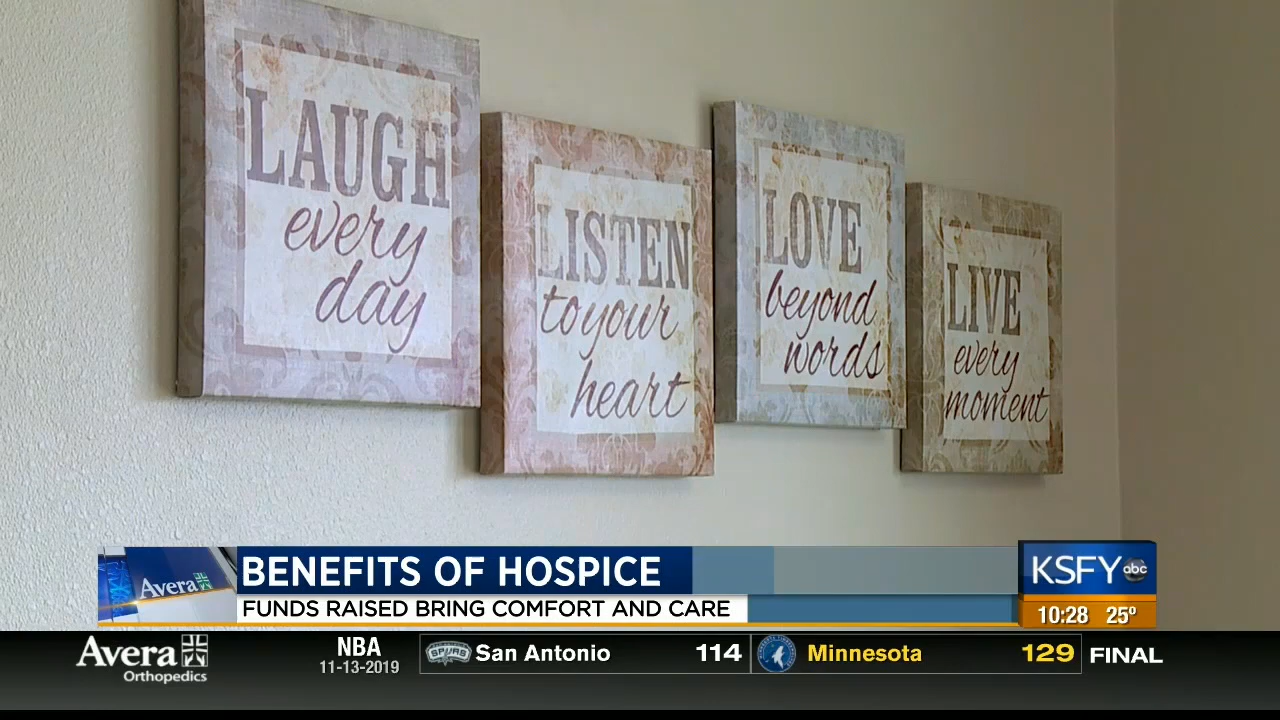 LAUGH
every
day
LISTEN
to your
heart
LOVE
beyond
words
LIVE
every
moment
Avera
BENEFITS OF HOSPICE
FUNDS RAISED BRING COMFORT AND CARE
KSFY abc
10:28 25°
Avera
Orthopedics
NBA
11-13-2019
SPURS San Antonio 114 Minnesota 129 FINAL